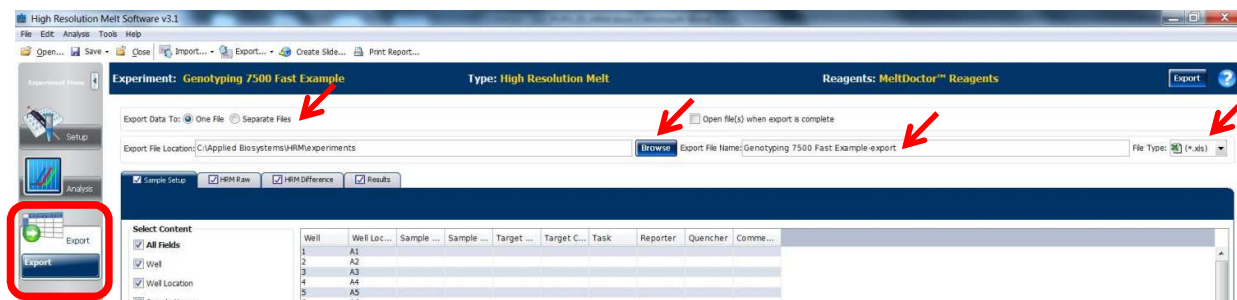 High Resolution Melt Software v3.1
File Edit Analysis Tools Help
Open... Save Close Import... Export... Create Slide... Print Report...
Experiment: Genotyping 7500 Fast Example Type: High Resolution Melt Reagents: MeltDoctor™ Reagents Export
Setup
Analysis
Export
Export
Export Data To: One File Separate Files Open file(s) when export is complete
Export File Location: C:\Applied Biosystems\HRM\experiments Browse Export File Name: Genotyping 7500 Fast Example-export File Type: (*.xls)
Sample Setup HRM Raw HRM Difference Results
Select Content
All Fields
Well
Well Location
Well Well Loc... Sample ... Sample ... Target ... Target C... Task Reporter Quencher Comme...
1 A1
2 A2
3 A3
4 A4
5 A5